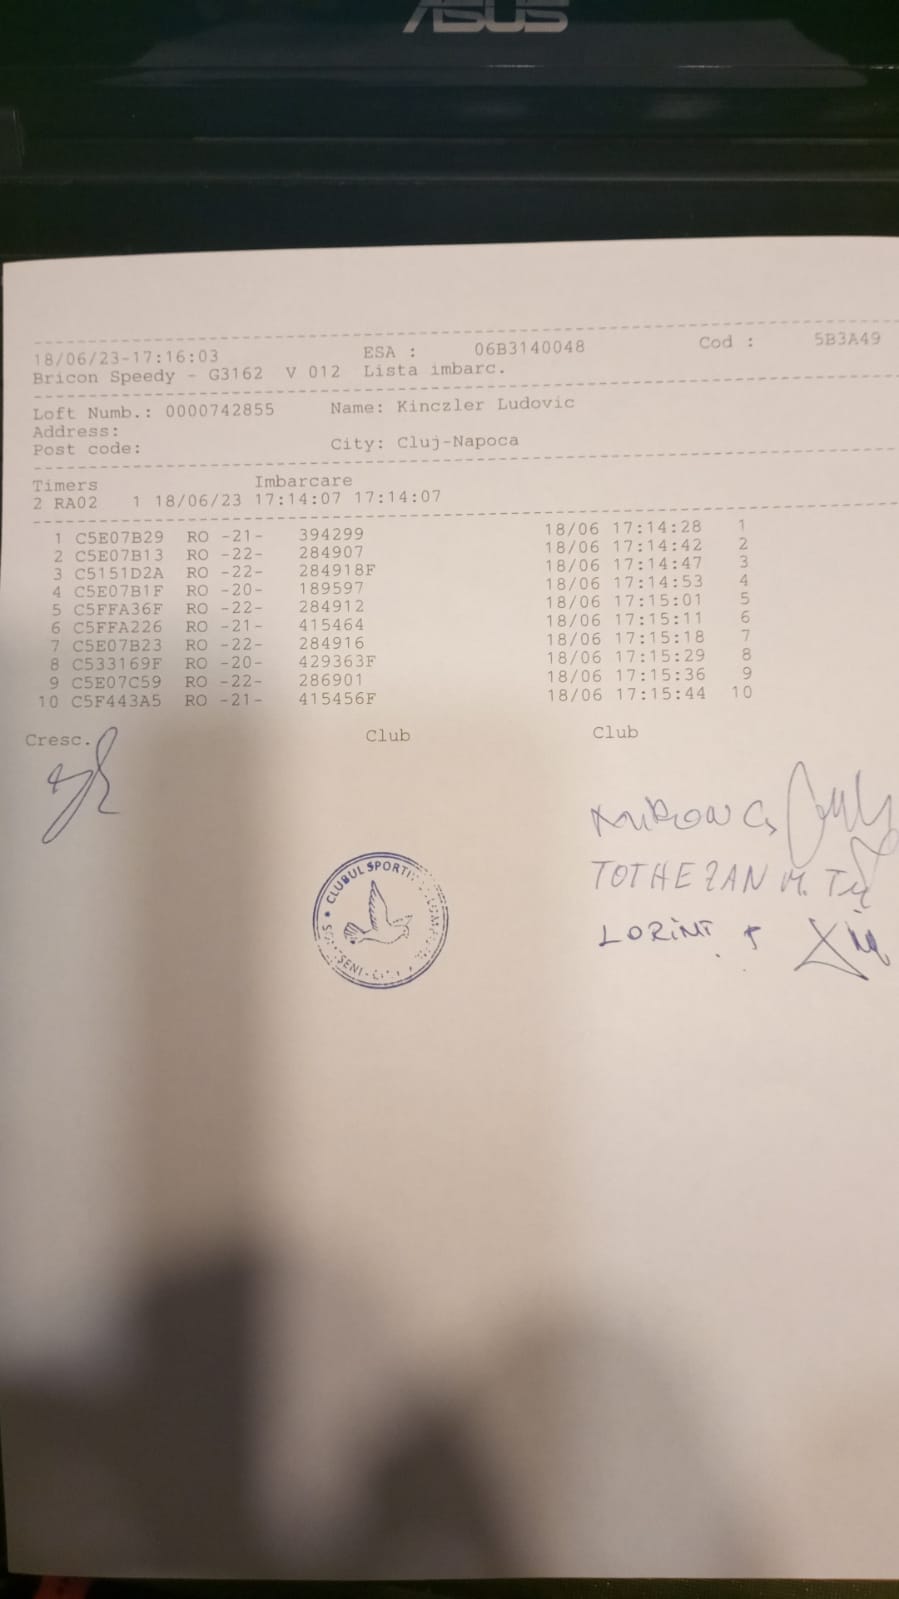 ASUS
18/06/23-17:16:03 ESA : 06B3140048 Cod : 5B3A49
Bricon Speedy - G3162 V 012 Lista imbarc.
Loft Numb.: 0000742855 Name: Kinczler Ludovic
Address:
Post code: City: Cluj-Napoca
Timers Imbarcare
2 RA02 1 18/06/23 17:14:07 17:14:07
1 C5E07B29 RO -21- 394299 18/06 17:14:28 1
2 C5E07B13 RO -22- 284907 18/06 17:14:42 2
3 C5151D2A RO -22- 284918F 18/06 17:14:47 3
4 C5E07B1F RO -20- 189597 18/06 17:14:53 4
5 C5FFA36F RO -22- 284912 18/06 17:15:01 5
6 C5FFA226 RO -21- 415464 18/06 17:15:11 6
7 C5E07B23 RO -22- 284916 18/06 17:15:18 7
8 C533169F RO -20- 429363F 18/06 17:15:29 8
9 C5E07C59 RO -22- 286901 18/06 17:15:36 9
10 C5F443A5 RO -21- 415456F 18/06 17:15:44 10
Cresc. Club Club
TOTHEZAN M.
LORINT
CLUBUL